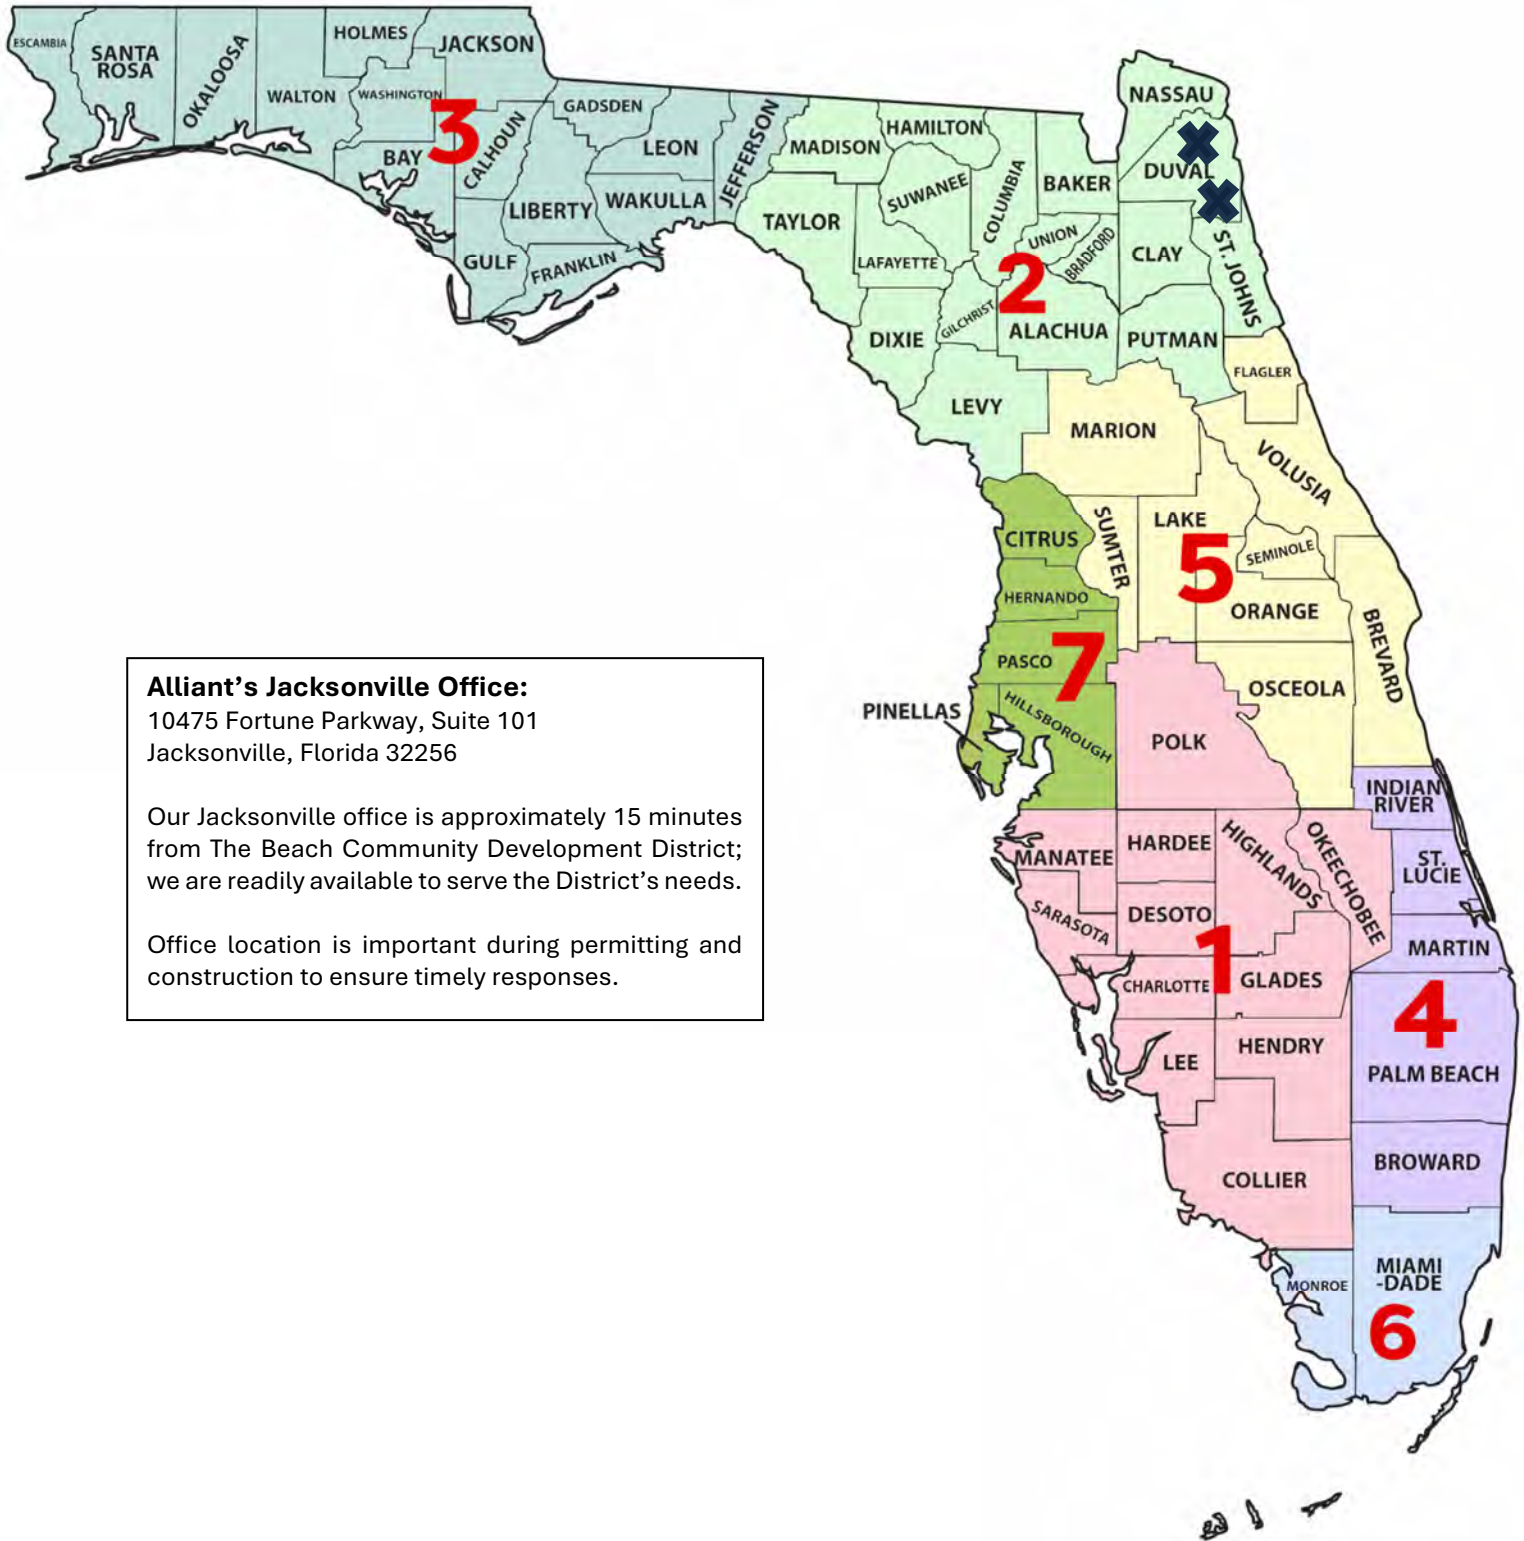 ESCAMBIA
SANTA
ROSA
OKALOOSA
WALTON
HOLMES
WASHINGTON
JACKSON
3
BAY
CALHOUN
GULF
GADSDEN
LIBERTY
FRANKLIN
LEON
WAKULLA
JEFFERSON
MADISON
TAYLOR
HAMILTON
SUWANEE
LAFAYETTE
DIXIE
COLUMBIA
GILCHRIST
2
BAKER
UNION
BRADFORD
ALACHUA
LEVY
NASSAU
DUVAL
CLAY
ST. JOHNS
PUTMAN
FLAGLER
MARION
VOLUSIA
CITRUS
SUMTER
LAKE
5
SEMINOLE
HERNANDO
ORANGE
BREVARD
PASCO
7
OSCEOLA
PINELLAS
HILLSBOROUGH
POLK
INDIAN
RIVER
MANATEE
HARDEE
HIGHLANDS
OKEECHOBEE
ST.
LUCIE
SARASOTA
DESOTO
1
MARTIN
CHARLOTTE
GLADES
4
LEE
HENDRY
PALM BEACH
COLLIER
BROWARD
MONROE
MIAMI
-DADE
6
Alliant’s Jacksonville Office:
10475 Fortune Parkway, Suite 101
Jacksonville, Florida 32256
Our Jacksonville office is approximately 15 minutes
from The Beach Community Development District;
we are readily available to serve the District’s needs.
Office location is important during permitting and
construction to ensure timely responses.